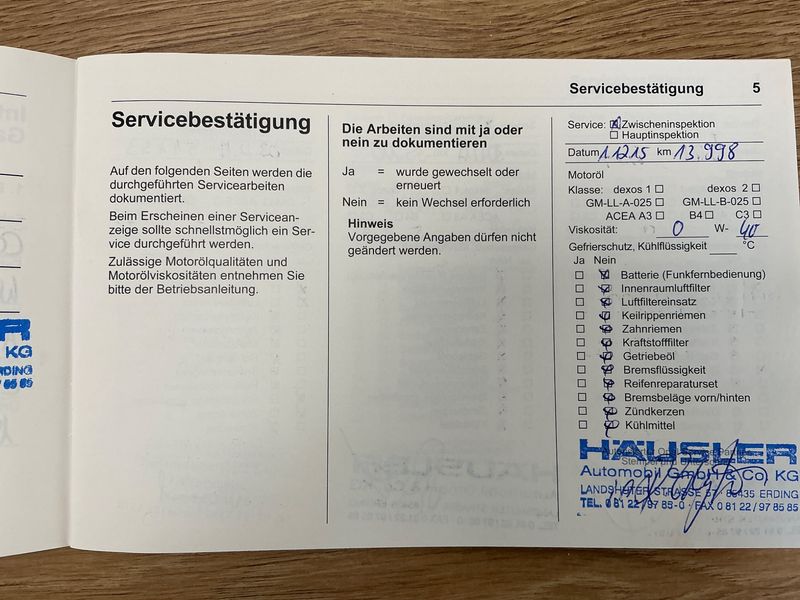 Servicebestätigung 5
Servicebestätigung
Auf den folgenden Seiten werden die
durchgeführten Servicearbeiten
dokumentiert.
Beim Erscheinen einer Servicean-
zeige sollte schnellstmöglich ein Ser-
vice durchgeführt werden.
Zulässige Motorölqualitäten und
Motorölviskositäten entnehmen Sie
bitte der Betriebsanleitung.
Die Arbeiten sind mit ja oder
nein zu dokumentieren
Ja = wurde gewechselt oder
erneuert
Nein = kein Wechsel erforderlich
Hinweis
Vorgegebene Angaben dürfen nicht
geändert werden.
Service: ☒ Zwischeninspektion
☐ Hauptinspektion
Datum 1.12.15 km 13.998
Motoröl
Klasse: dexos 1 ☐ dexos 2 ☐
GM-LL-A-025 ☐ GM-LL-B-025 ☐
ACEA A3 ☐ B4 ☐ C3 ☐
Viskosität: 0 W- 40
Gefrierschutz, Kühlflüssigkeit °C
Ja Nein
☐ ☒ Batterie (Funkfernbedienung)
☐ ☒ Innenraumluftfilter
☐ ☒ Luftfiltereinsatz
☐ ☒ Keilrippenriemen
☐ ☒ Zahnriemen
☐ ☒ Kraftstofffilter
☐ ☒ Getriebeöl
☐ ☒ Bremsflüssigkeit
☐ ☒ Reifenreparaturset
☐ ☒ Bremsbeläge vorn/hinten
☐ ☒ Zündkerzen
☐ ☒ Kühlmittel
HÄUSLER
Automobil GmbH & Co. KG
LANDSHUTER STRASSE 57 · 85435 ERDING
TEL. 0 81 22 / 97 85-0 · FAX 0 81 22 / 97 85 85
R
KG
RDING